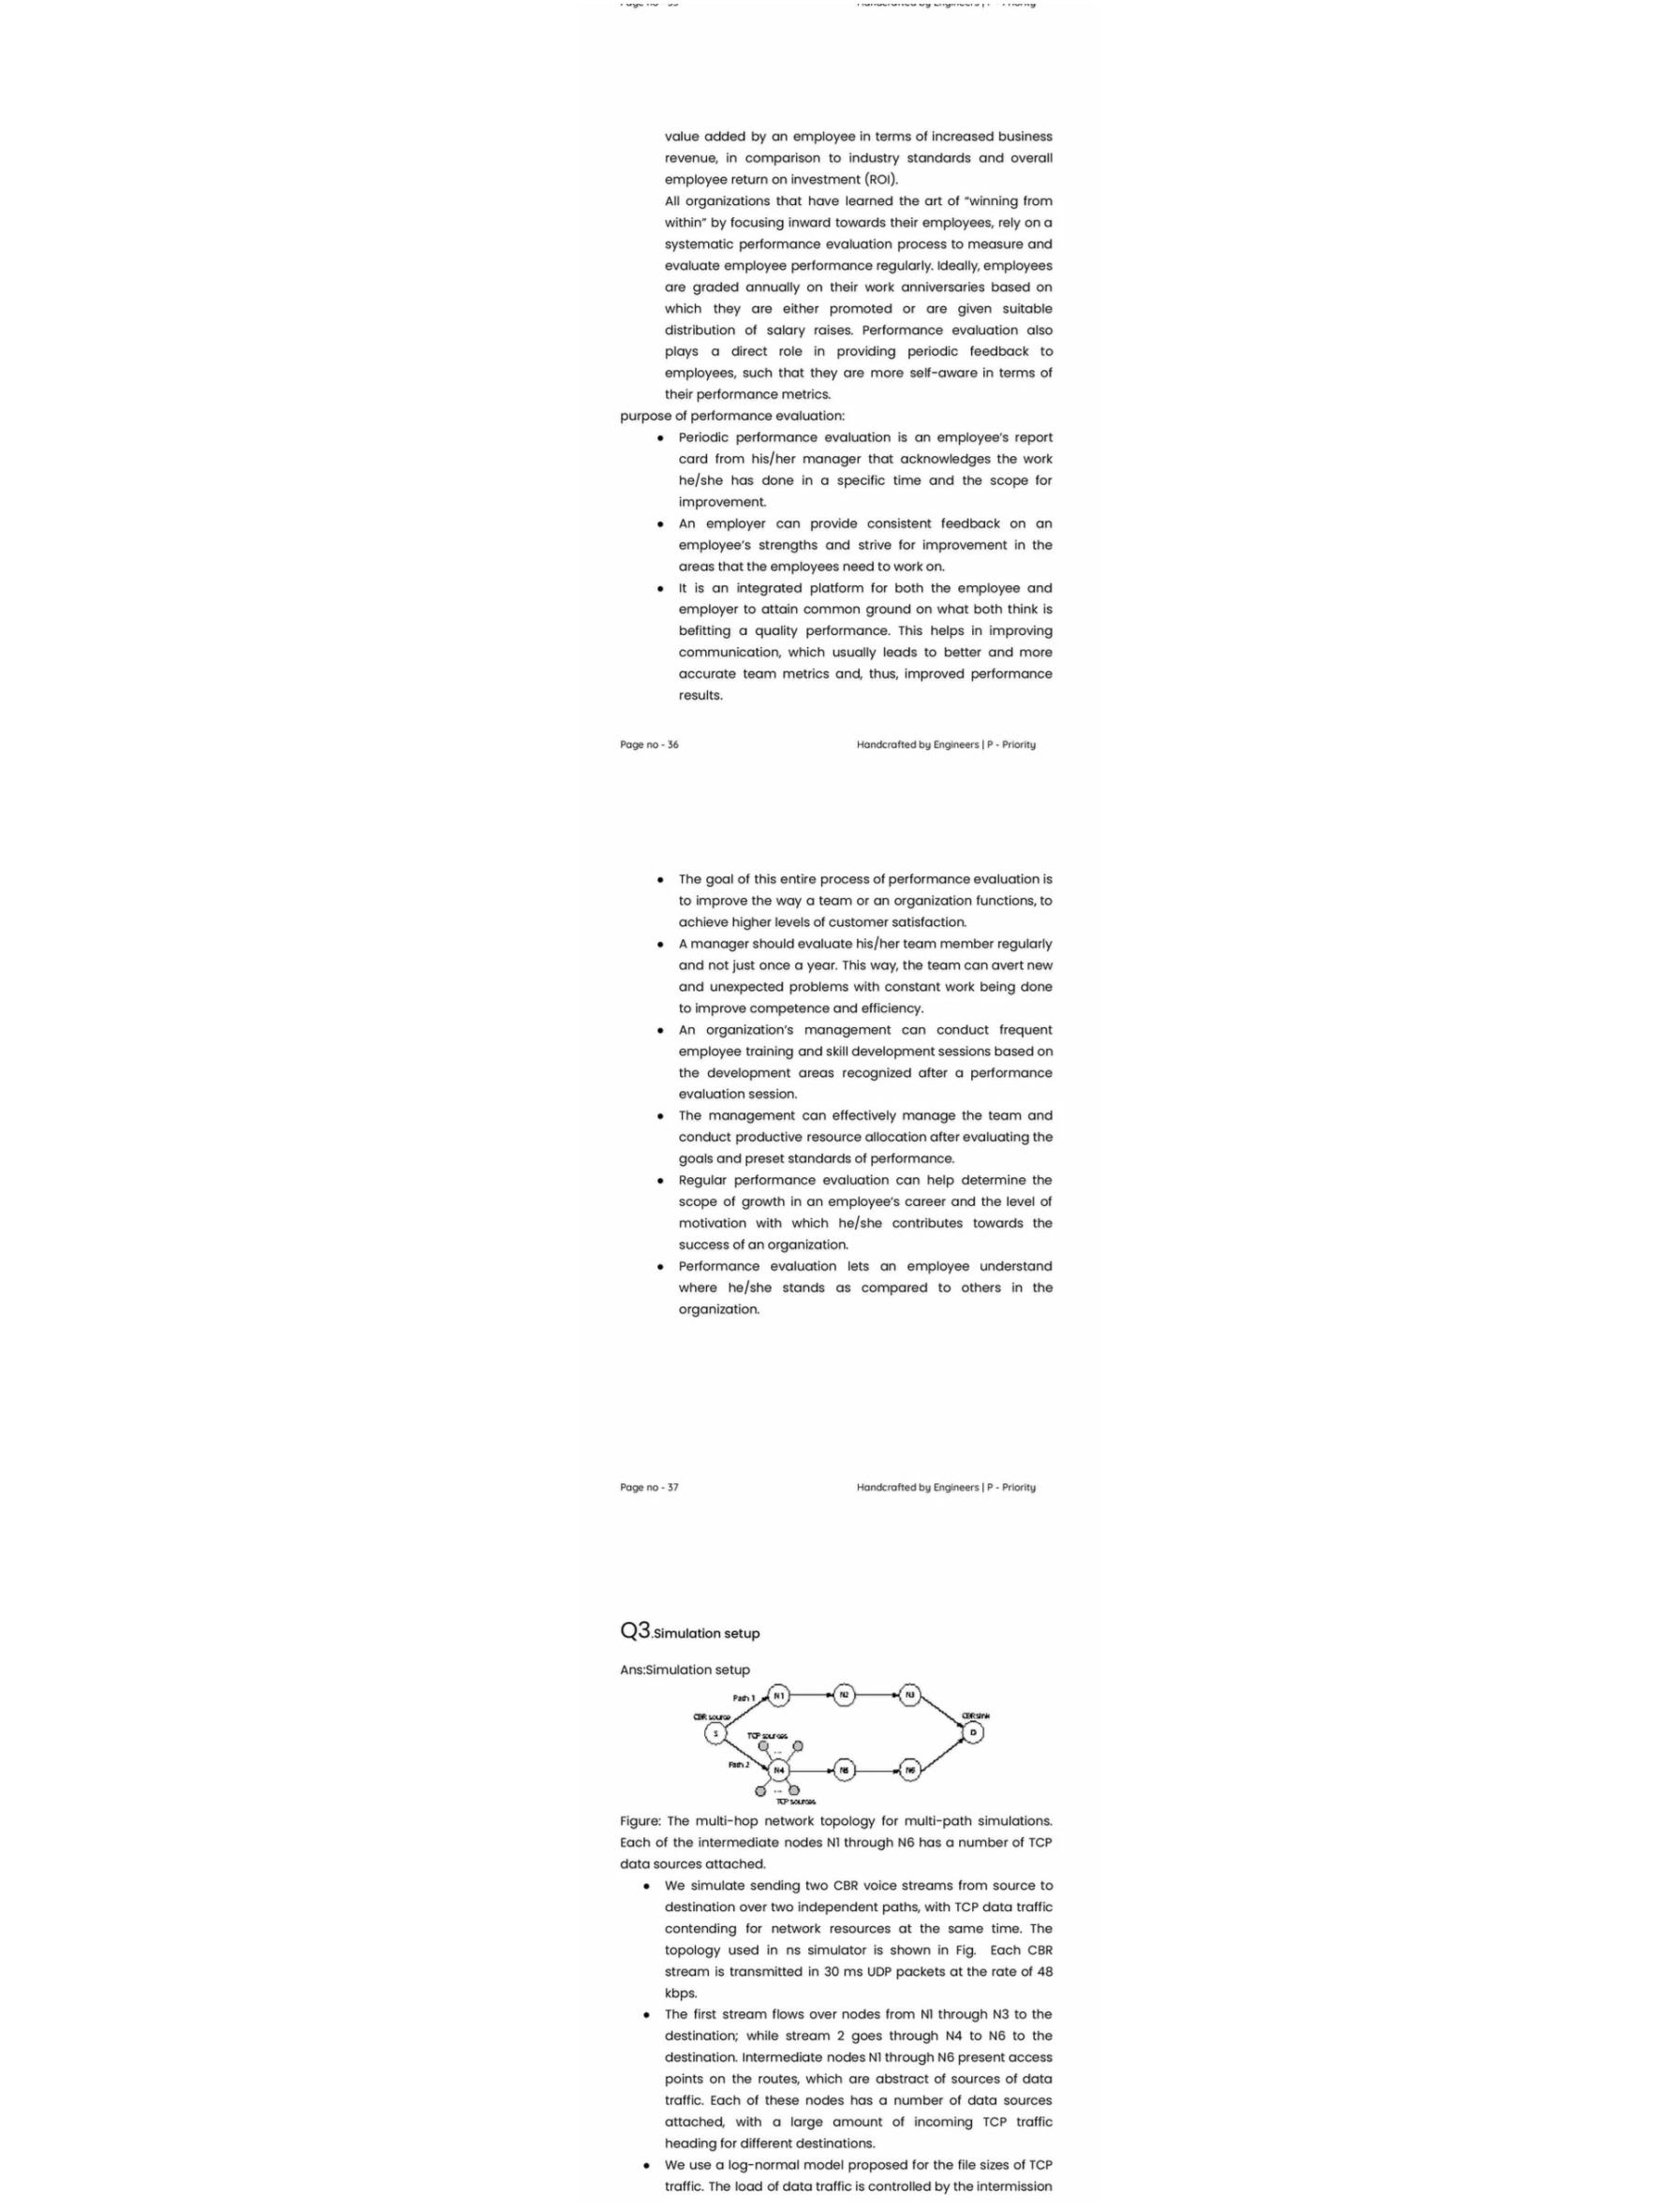 value added by an employee in terms of increased business
revenue, in comparison to industry standards and overall
employee return on investment (ROI).
All organizations that have learned the art of “winning from
within” by focusing inward towards their employees, rely on a
systematic performance evaluation process to measure and
evaluate employee performance regularly. Ideally, employees
are graded annually on their work anniversaries based on
which they are either promoted or are given suitable
distribution of salary raises. Performance evaluation also
plays a direct role in providing periodic feedback to
employees, such that they are more self-aware in terms of
their performance metrics.
purpose of performance evaluation:
● Periodic performance evaluation is an employee’s report
card from his/her manager that acknowledges the work
he/she has done in a specific time and the scope for
improvement.
● An employer can provide consistent feedback on an
employee’s strengths and strive for improvement in the
areas that the employees need to work on.
● It is an integrated platform for both the employee and
employer to attain common ground on what both think is
befitting a quality performance. This helps in improving
communication, which usually leads to better and more
accurate team metrics and, thus, improved performance
results.
Page no - 36 Handcrafted by Engineers | P - Priority
● The goal of this entire process of performance evaluation is
to improve the way a team or an organization functions, to
achieve higher levels of customer satisfaction.
● A manager should evaluate his/her team member regularly
and not just once a year. This way, the team can avert new
and unexpected problems with constant work being done
to improve competence and efficiency.
● An organization’s management can conduct frequent
employee training and skill development sessions based on
the development areas recognized after a performance
evaluation session.
● The management can effectively manage the team and
conduct productive resource allocation after evaluating the
goals and preset standards of performance.
● Regular performance evaluation can help determine the
scope of growth in an employee’s career and the level of
motivation with which he/she contributes towards the
success of an organization.
● Performance evaluation lets an employee understand
where he/she stands as compared to others in the
organization.
Page no - 37 Handcrafted by Engineers | P - Priority
Q3.Simulation setup
Ans:Simulation setup
Path 1 N1 N2 N3
CBR source CBR sink
S D
TCP sources
Path 2 N4 N5 N6
TCP sources
Figure: The multi-hop network topology for multi-path simulations.
Each of the intermediate nodes N1 through N6 has a number of TCP
data sources attached.
● We simulate sending two CBR voice streams from source to
destination over two independent paths, with TCP data traffic
contending for network resources at the same time. The
topology used in ns simulator is shown in Fig. Each CBR
stream is transmitted in 30 ms UDP packets at the rate of 48
kbps.
● The first stream flows over nodes from N1 through N3 to the
destination; while stream 2 goes through N4 to N6 to the
destination. Intermediate nodes N1 through N6 present access
points on the routes, which are abstract of sources of data
traffic. Each of these nodes has a number of data sources
attached, with a large amount of incoming TCP traffic
heading for different destinations.
● We use a log-normal model proposed for the file sizes of TCP
traffic. The load of data traffic is controlled by the intermission